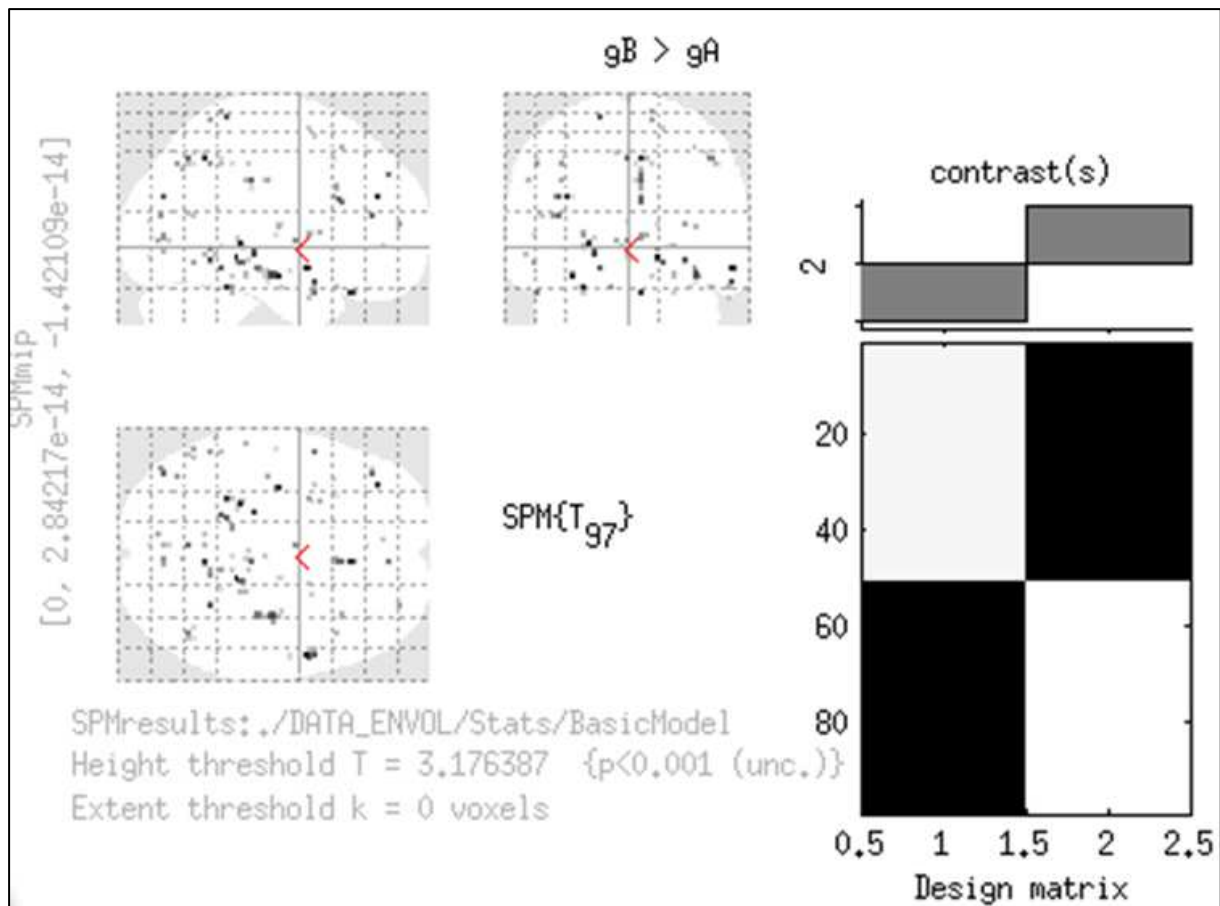 gB > gA
SPMmip
[0, 2.84217e-14, -1.42109e-14]
contrast(s)
2
SPM{T97}
20
40
60
80
0.5 1 1.5 2 2.5
Design matrix
SPMresults:./DATA_ENVOL/Stats/BasicModel
Height threshold T = 3.176387 {p<0.001 (unc.)}
Extent threshold k = 0 voxels